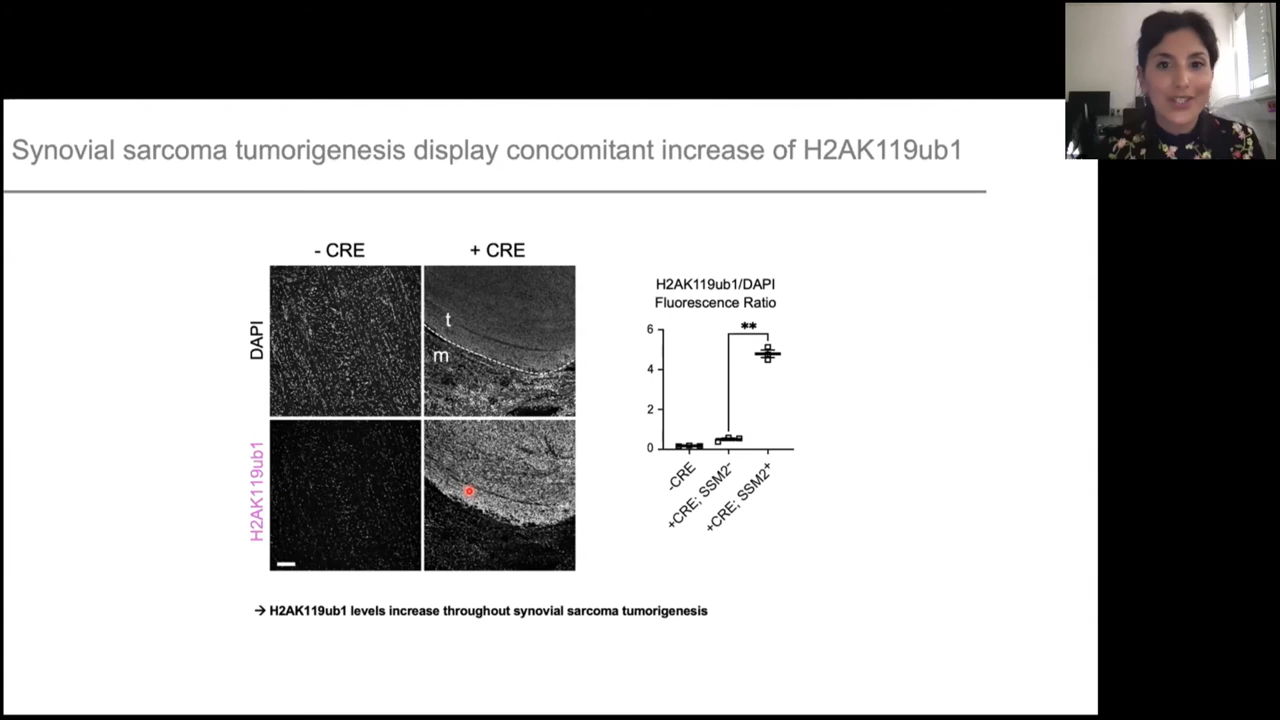 Synovial sarcoma tumorigenesis display concomitant increase of H2AK119ub1
- CRE
+ CRE
DAPI
t
m
H2AK119ub1
H2AK119ub1/DAPI
Fluorescence Ratio
**
6
4
2
0
-CRE
+CRE; SSM2-
+CRE; SSM2+
→ H2AK119ub1 levels increase throughout synovial sarcoma tumorigenesis